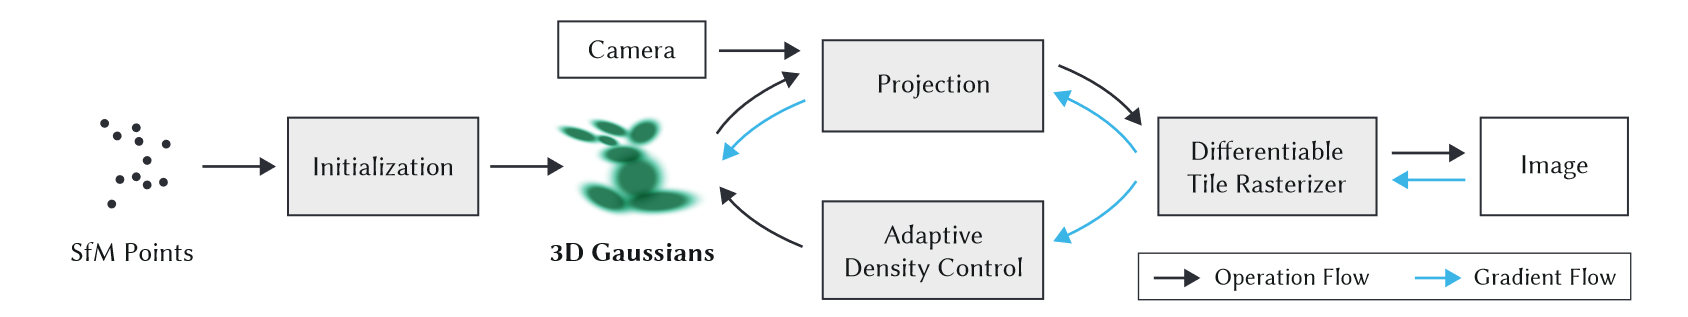 SfM Points
Initialization
Camera
3D Gaussians
Projection
Adaptive
Density Control
Differentiable
Tile Rasterizer
Image
Operation Flow
Gradient Flow